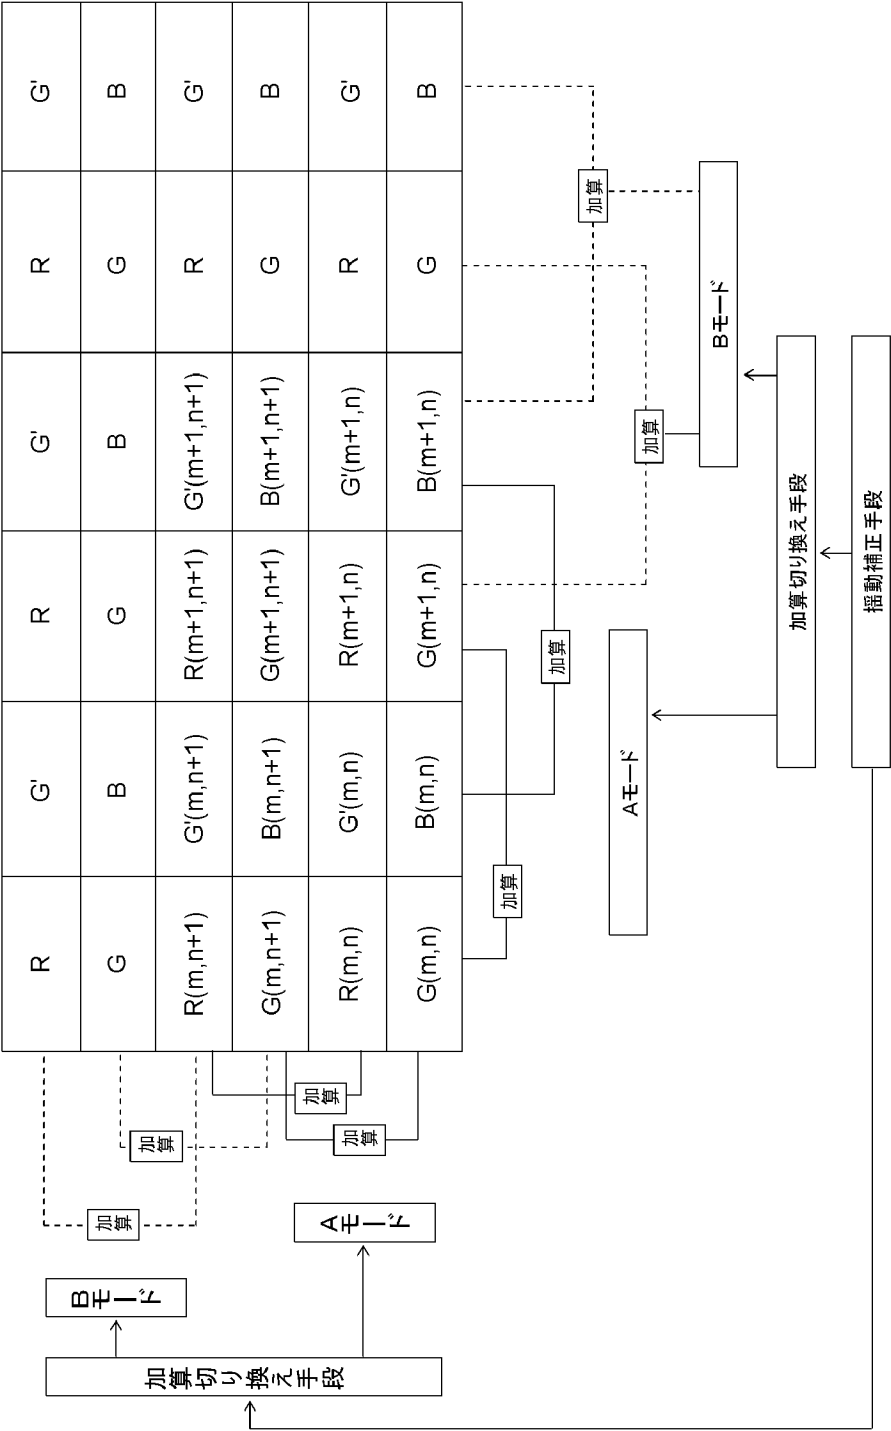 R G' R G' R G'
G B G B G B
R(m,n+1) G'(m,n+1) R(m+1,n+1) G'(m+1,n+1) R G'
G(m,n+1) B(m,n+1) G(m+1,n+1) B(m+1,n+1) G B
R(m,n) G'(m,n) R(m+1,n) G'(m+1,n) R G'
G(m,n) B(m,n) G(m+1,n) B(m+1,n) G B
加算切り換え手段
Bモード
Aモード
加算
加算
加算
加算
加算
加算
加算
加算
Aモード
Bモード
加算切り換え手段
揺動補正手段